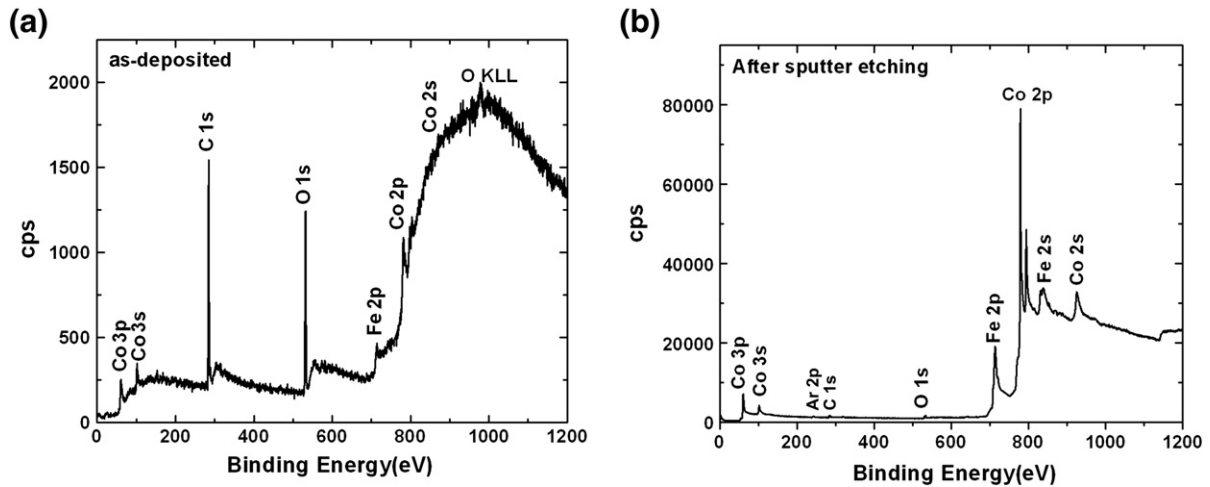 (a)
as-deposited
2000
1500
1000
500
0
cps
Co 3p
Co 3s
C 1s
O 1s
Fe 2p
Co 2p
Co 2s
O KLL
0 200 400 600 800 1000 1200
Binding Energy(eV)
(b)
After sputter etching
80000
60000
40000
20000
0
cps
Co 3p
Co 3s
Ar 2p
C 1s
O 1s
Fe 2p
Co 2p
Fe 2s
Co 2s
0 200 400 600 800 1000 1200
Binding Energy(eV)